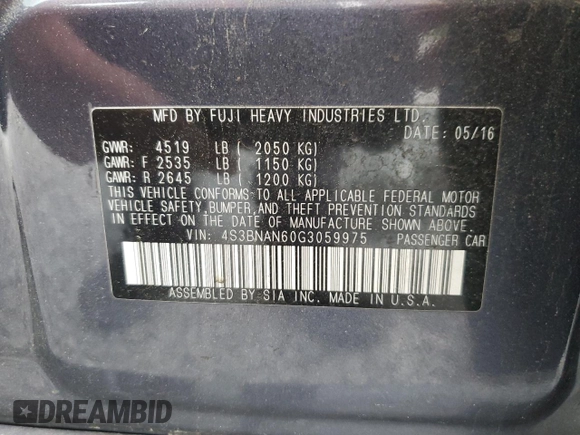 MFD BY FUJI HEAVY INDUSTRIES LTD.
DATE: 05/16
GVWR: 4519 LB ( 2050 KG)
GAWR: F 2535 LB ( 1150 KG)
GAWR: R 2645 LB ( 1200 KG)
THIS VEHICLE CONFORMS TO ALL APPLICABLE FEDERAL MOTOR
VEHICLE SAFETY, BUMPER, AND THEFT PREVENTION STANDARDS
IN EFFECT ON THE DATE OF MANUFACTURE SHOWN ABOVE.
VIN: 4S3BNAN60G3059975 PASSENGER CAR
ASSEMBLED BY SIA INC. MADE IN U.S.A.
DREAMBID